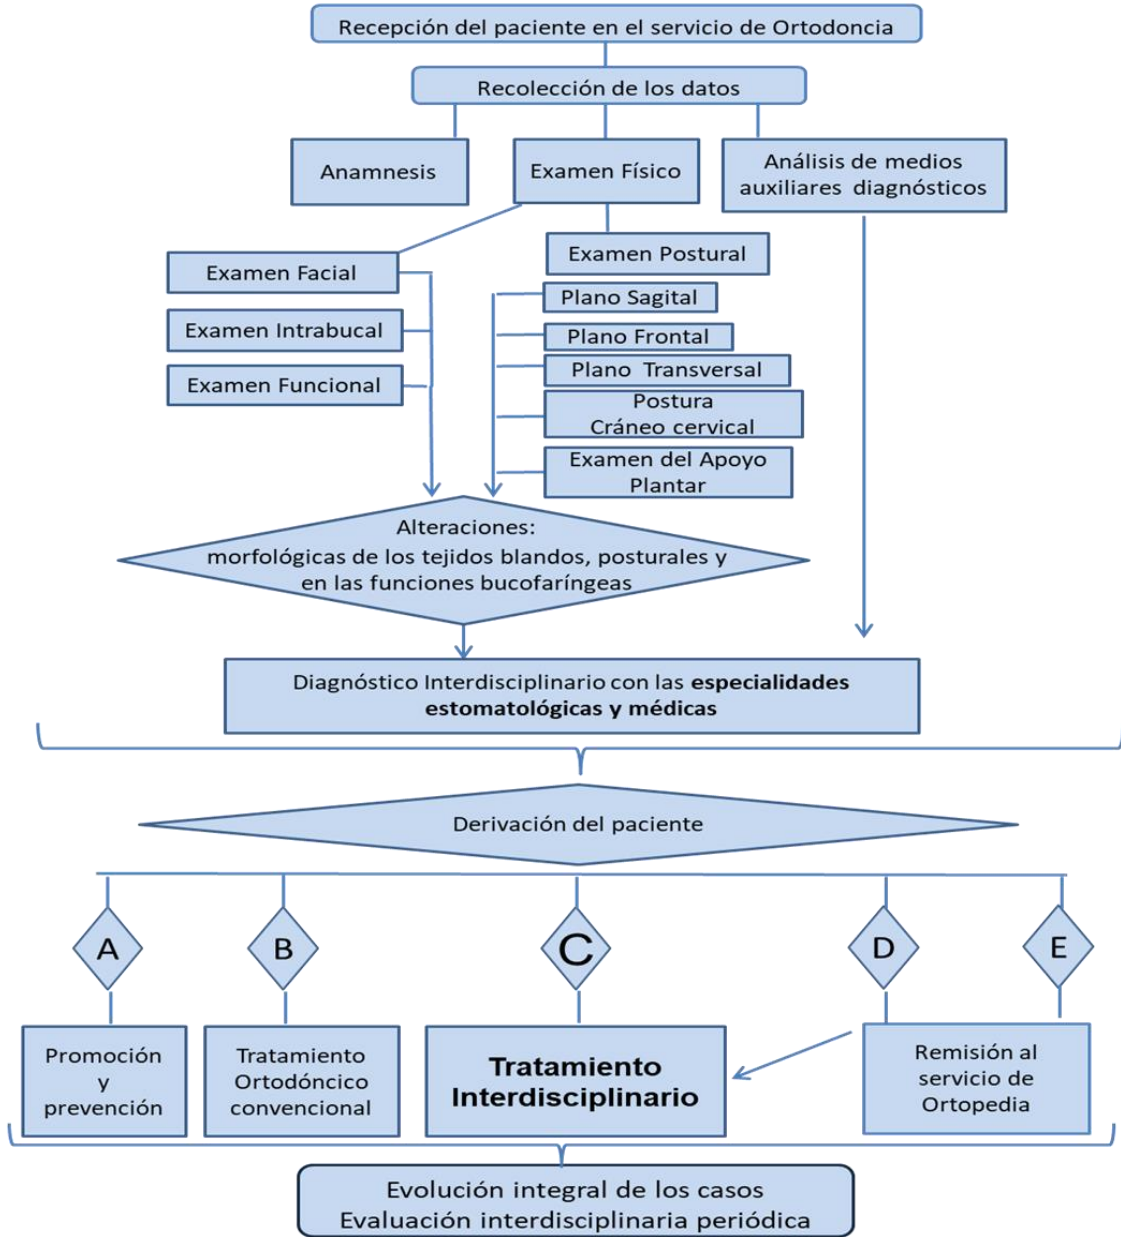 Recepción del paciente en el servicio de Ortodoncia
Recolección de los datos
Anamnesis
Examen Físico
Análisis de medios
auxiliares diagnósticos
Examen Facial
Examen Intrabucal
Examen Funcional
Examen Postural
Plano Sagital
Plano Frontal
Plano Transversal
Postura
Cráneo cervical
Examen del Apoyo
Plantar
Alteraciones:
morfológicas de los tejidos blandos, posturales y
en las funciones bucofaríngeas
Diagnóstico Interdisciplinario con las especialidades
estomatológicas y médicas
Derivación del paciente
A
B
C
D
E
Promoción
y
prevención
Tratamiento
Ortodóncico
convencional
Tratamiento
Interdisciplinario
Remisión al
servicio de
Ortopedia
Evolución integral de los casos
Evaluación interdisciplinaria periódica